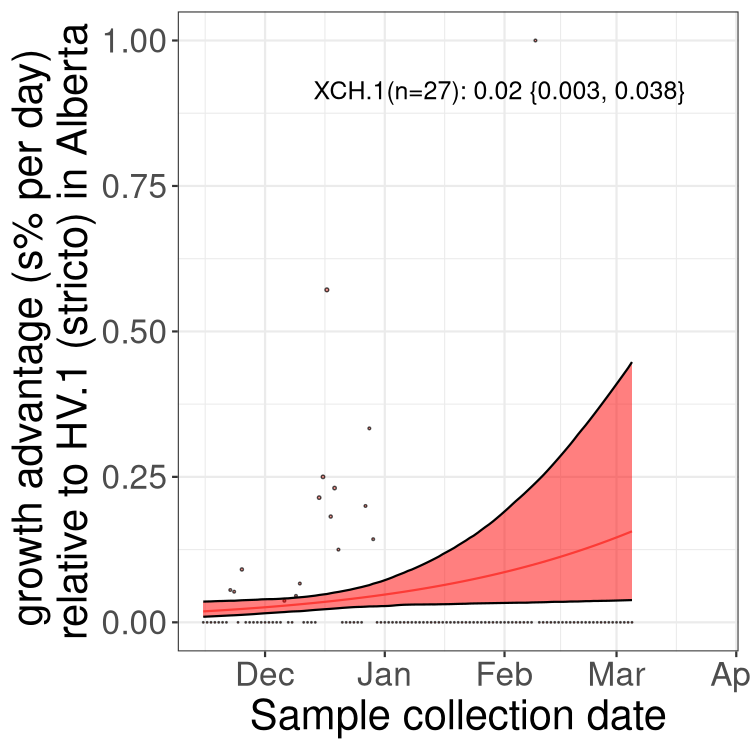 growth advantage (s% per day)
relative to HV.1 (stricto) in Alberta
1.00
0.75
0.50
0.25
0.00
XCH.1(n=27): 0.02 {0.003, 0.038}
Dec
Jan
Feb
Mar
Ap
Sample collection date